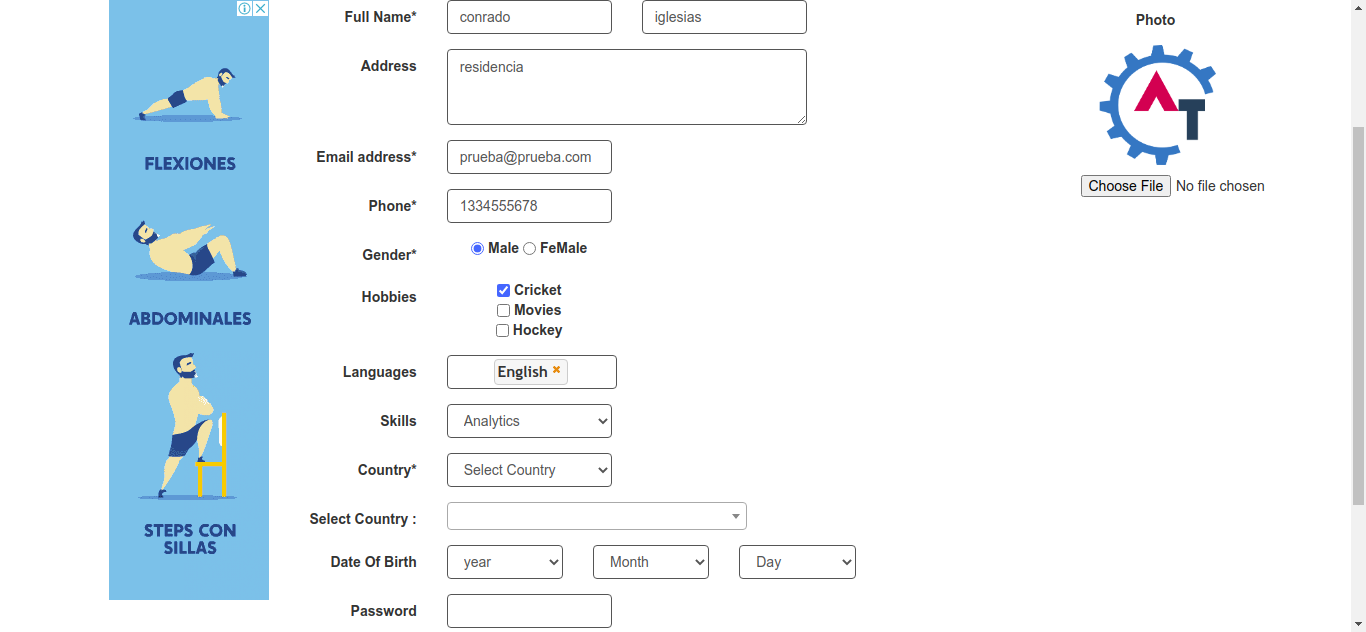 Full Name* conrado iglesias
Photo
Address residencia
AT
Email address* prueba@prueba.com
FLEXIONES
Choose File No file chosen
Phone* 1334555678
Gender* Male FeMale
Hobbies Cricket
Movies
Hockey
ABDOMINALES
Languages English
Skills Analytics
Country* Select Country
Select Country :
STEPS CON
SILLAS
Date Of Birth year Month Day
Password